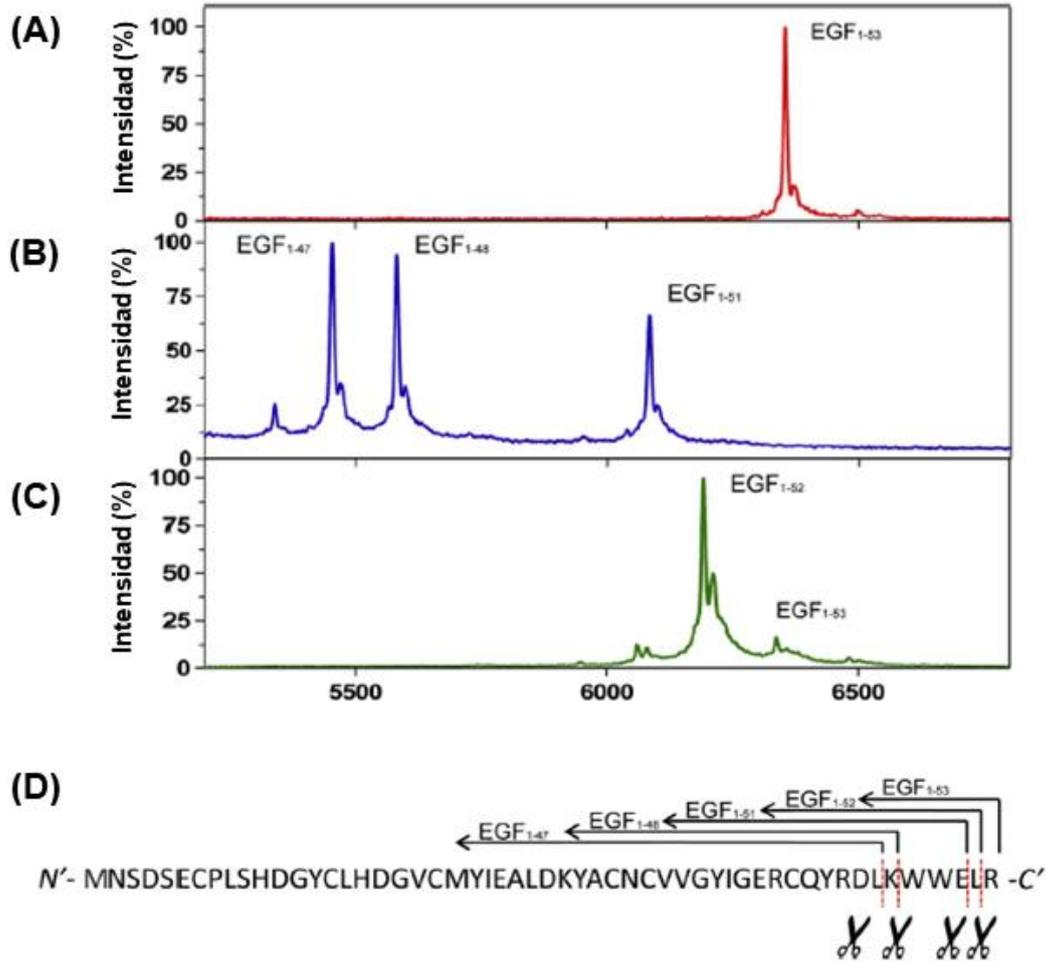 (A)
Intensidad (%)
100
75
50
25
0
EGF1-53
(B)
Intensidad (%)
100
75
50
25
0
EGF1-47 EGF1-48
EGF1-51
(C)
Intensidad (%)
100
75
50
25
0
EGF1-52
EGF1-53
5500 6000 6500
(D)
EGF1-53
EGF1-52
EGF1-51
EGF1-48
EGF1-47
N'- MNSDSECPLSHDGYCLHDGVCMYIEALDKYACNCVVGYIGERCQYRDLKWWELR -C'